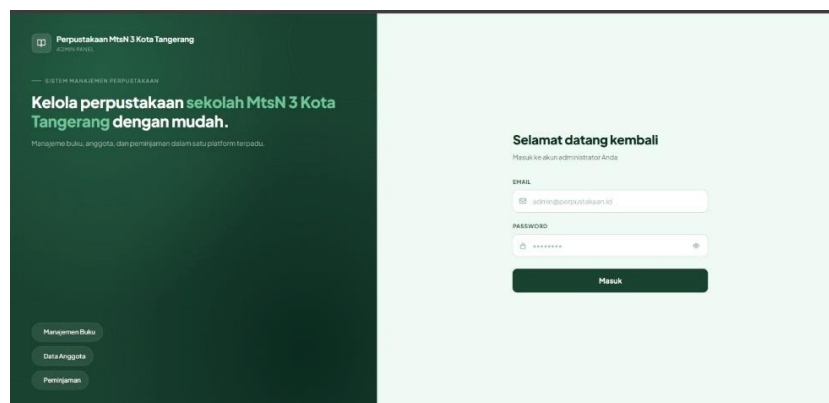 Perpustakaan MtsN 3 Kota Tangerang
ADMIN PANEL
SISTEM MANAJEMEN PERPUSTAKAAN
Kelola perpustakaan sekolah MtsN 3 Kota
Tangerang dengan mudah.
Manajeme buku, anggota, dan peminjaman dalam satu platform terpadu.
Manajemen Buku
Data Anggota
Peminjaman
Selamat datang kembali
Masuk ke akun administrator Anda
EMAIL
admin@perpustakaan.id
PASSWORD
Masuk